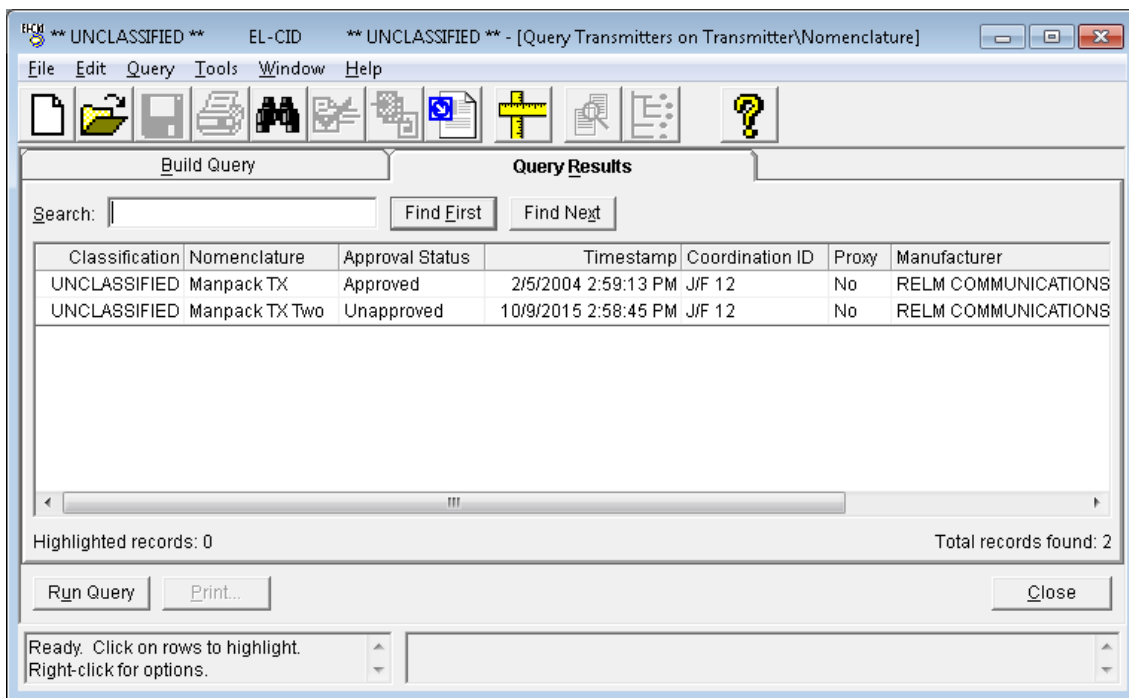 EL-CID ** UNCLASSIFIED ** EL-CID ** UNCLASSIFIED ** - [Query Transmitters on Transmitter\Nomenclature]
File Edit Query Tools Window Help
Build Query Query Results
Search: Find First Find Next
Classification Nomenclature Approval Status Timestamp Coordination ID Proxy Manufacturer
UNCLASSIFIED Manpack TX Approved 2/5/2004 2:59:13 PM J/F 12 No RELM COMMUNICATIONS
UNCLASSIFIED Manpack TX Two Unapproved 10/9/2015 2:58:45 PM J/F 12 No RELM COMMUNICATIONS
Highlighted records: 0 Total records found: 2
Run Query Print... Close
Ready. Click on rows to highlight.
Right-click for options.